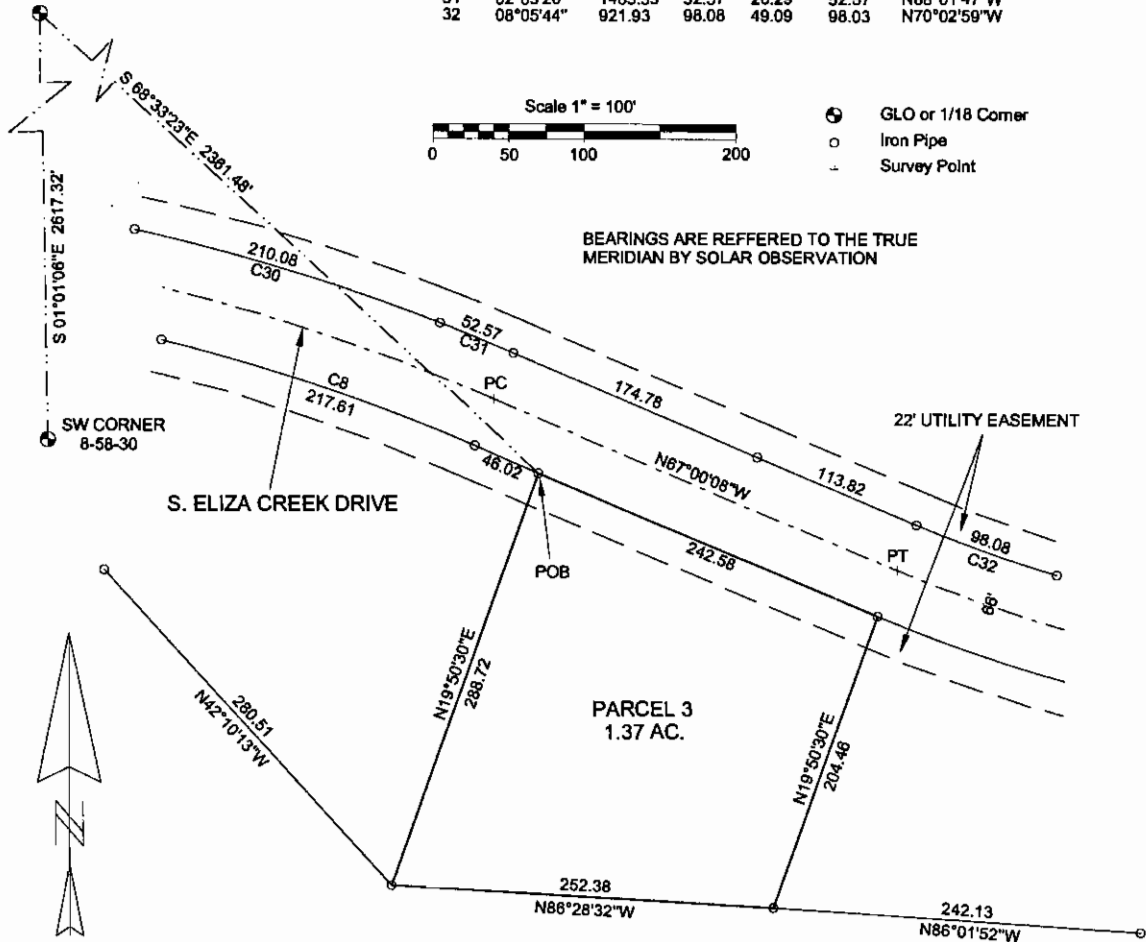 32 08°05'44" 921.93 98.08 49.09 98.03 N70°02'59"W
Scale 1" = 100'
0 50 100 200
GLO or 1/18 Corner
Iron Pipe
Survey Point
BEARINGS ARE REFFERED TO THE TRUE
MERIDIAN BY SOLAR OBSERVATION
S 68°33'23"E 2381.48'
S 01°01'06"E 2617.32'
210.08
C30
52.57
C31
174.78
C8
217.61
PC
22' UTILITY EASEMENT
SW CORNER
8-58-30
46.02
113.82
N67°00'08"W
S. ELIZA CREEK DRIVE
98.08
C32
PT
242.58
POB
N19°50'30"E
288.72
PARCEL 3
1.37 AC.
N19°50'30"E
204.46
280.51
N42°10'13"W
N
252.38
N86°28'32"W
242.13
N86°01'52"W